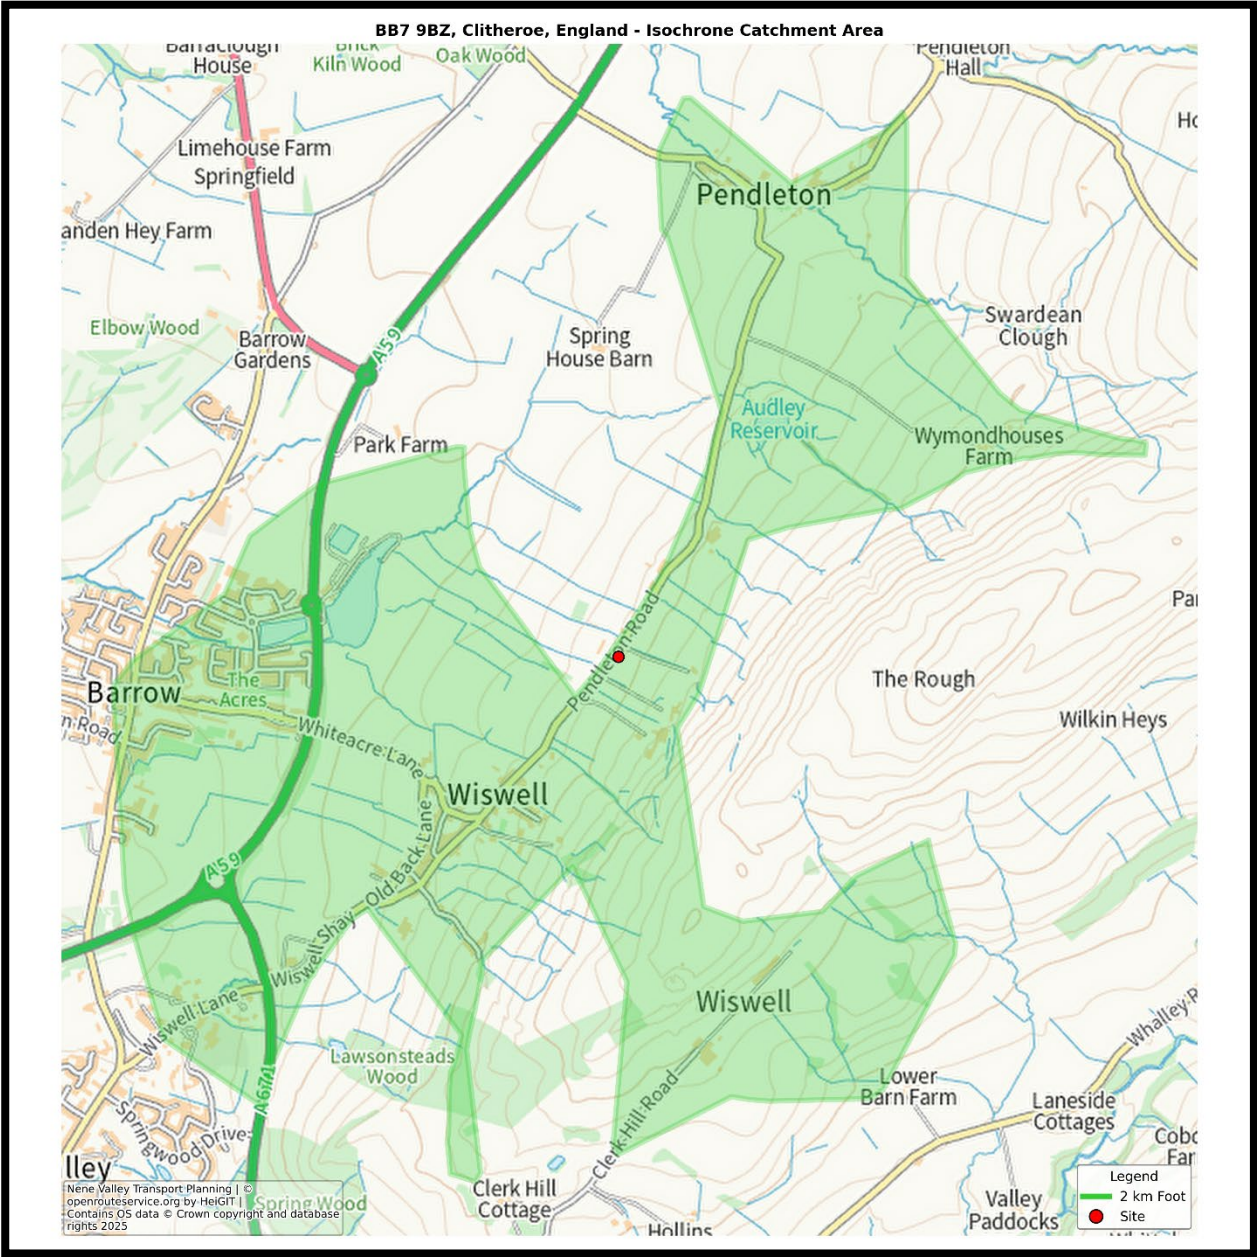 BB7 9BZ, Clitheroe, England - Isochrone Catchment Area
Barraclough
House
Brick
Kiln Wood
Oak Wood
Pendleton
Hall
Limehouse Farm
Springfield
Pendleton
anden Hey Farm
Elbow Wood
Barrow
Gardens
A59
Spring
House Barn
Swardean
Clough
Audley
Reservoir
Wymondhouses
Farm
Park Farm
Pendleton Road
The Rough
Wilkin Heys
The
Acres
Barrow
n Road
Whiteacre Lane
Wiswell
Old Back Lane
A59
Wiswell Shay
Wiswell Lane
Wiswell
Lawsonsteads
Wood
A671
Clerk Hill Road
Lower
Barn Farm
Whalley R
Laneside
Cottages
Springwood Drive
lley
Spring Wood
Clerk Hill
Cottage
Hollins
Valley
Paddocks
Nene Valley Transport Planning | ©
openrouteservice.org by HeiGIT |
Contains OS data © Crown copyright and database
rights 2025
Legend
2 km Foot
Site